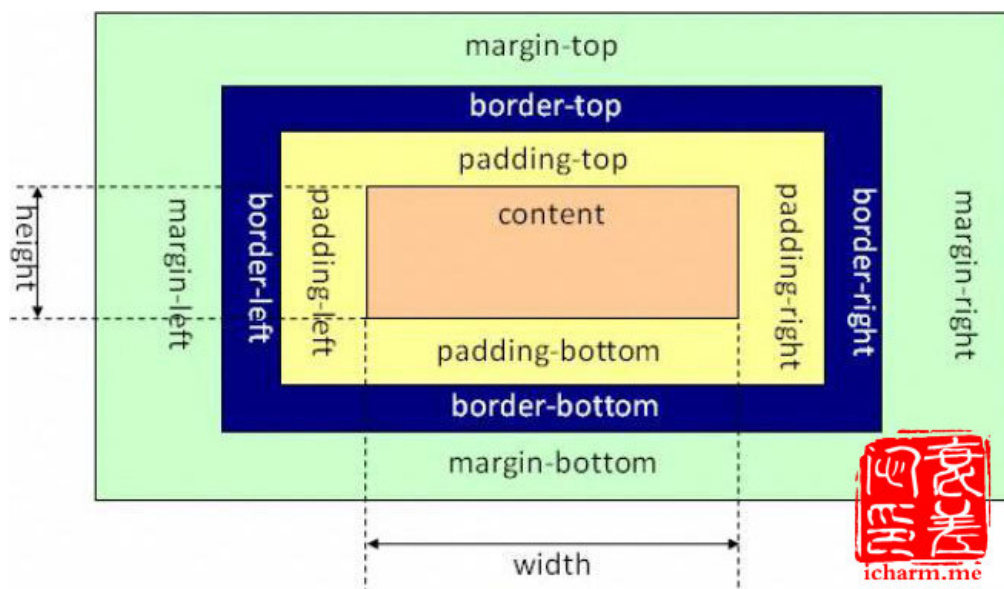 margin-top
border-top
padding-top
content
height
margin-left
border-left
padding-left
padding-right
border-right
margin-right
padding-bottom
border-bottom
margin-bottom
width
icharm.me